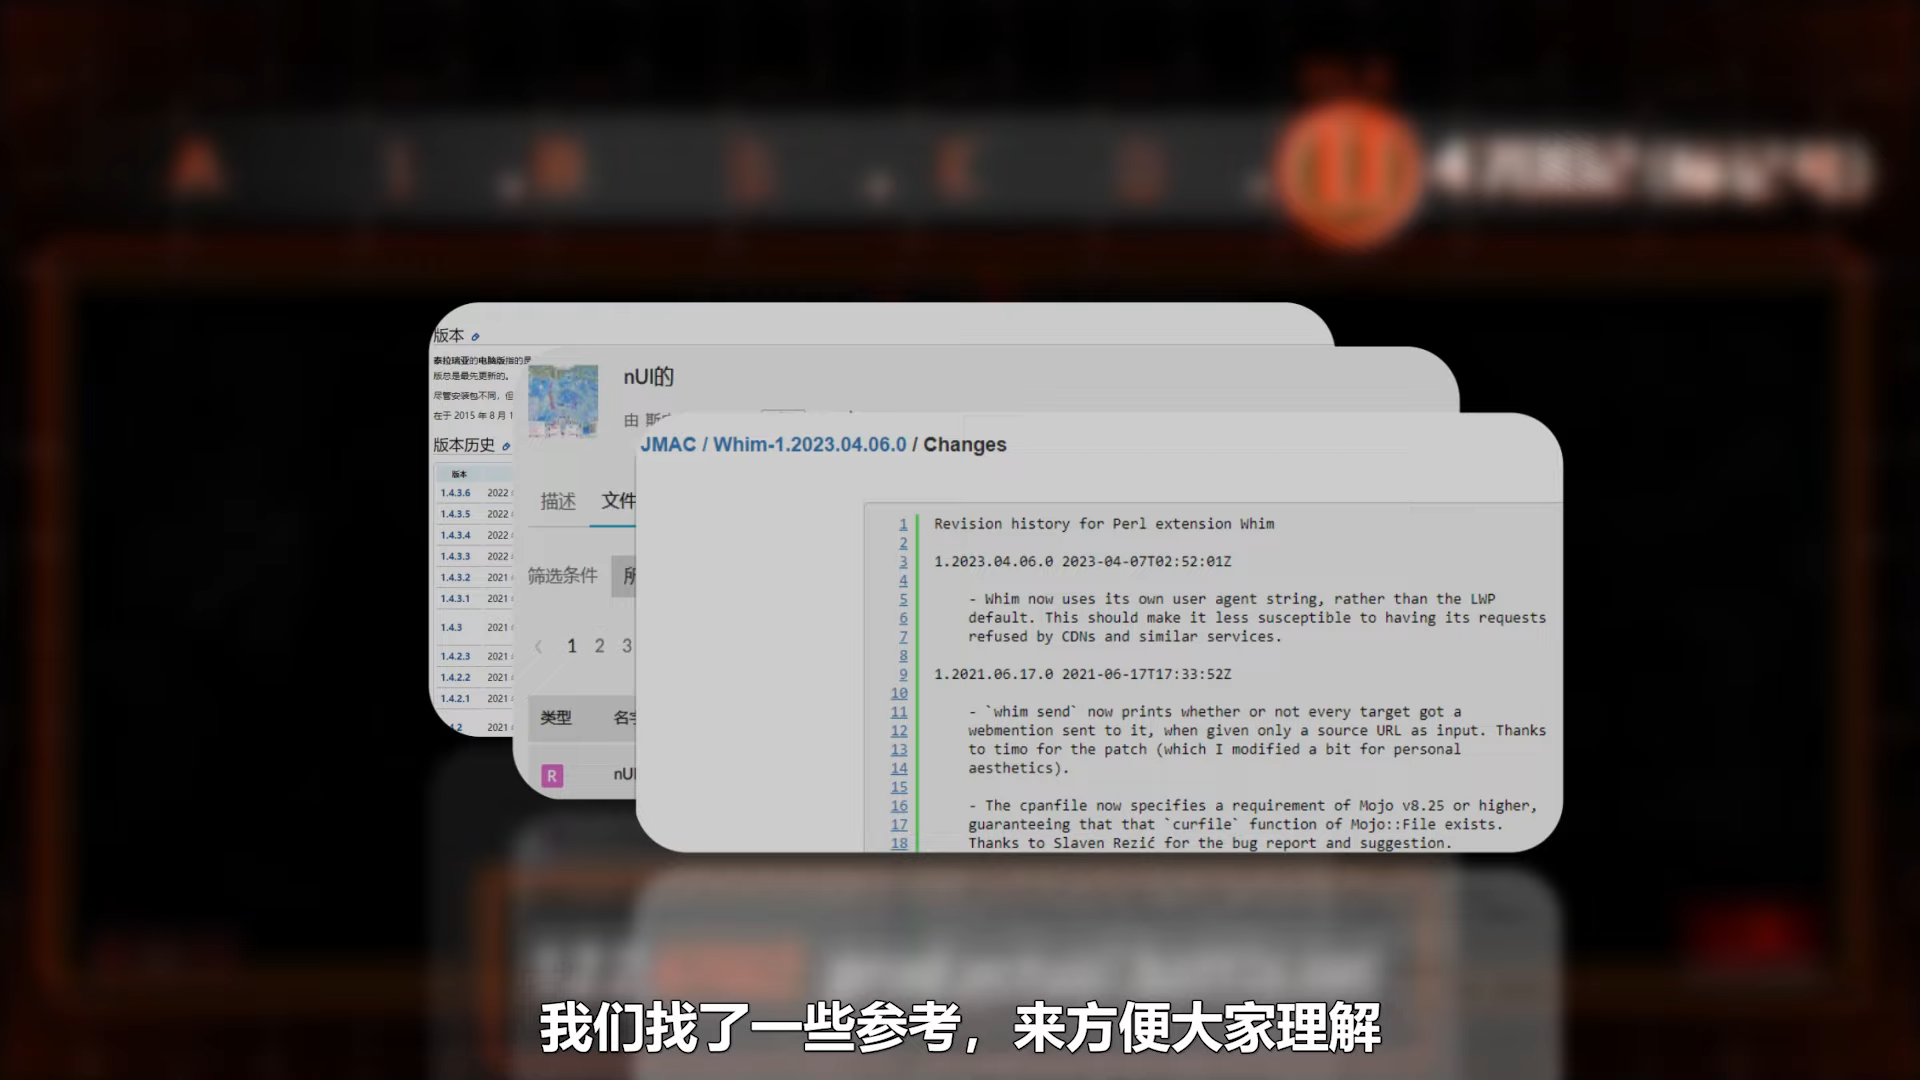 版本
泰拉瑞亚的电脑版指的是
版总是最先更新的。
尽管安装包不同，但
在于 2015 年 8 月 1
版本历史
版本
1.4.3.6 2022
1.4.3.5 2022
1.4.3.4 2022
1.4.3.3 2022
1.4.3.2 2021
1.4.3.1 2021
1.4.3 2021
1.4.2.3 2021
1.4.2.2 2021
1.4.2.1 2021
2021
nUI的
由
描述 文件
筛选条件 所
1 2 3
类型 名字
R nUI
JMAC / Whim-1.2023.04.06.0 / Changes
1 Revision history for Perl extension Whim
2
3 1.2023.04.06.0 2023-04-07T02:52:01Z
4
5 - Whim now uses its own user agent string, rather than the LWP
6 default. This should make it less susceptible to having its requests
7 refused by CDNs and similar services.
8
9 1.2021.06.17.0 2021-06-17T17:33:52Z
10
11 - `whim send` now prints whether or not every target got a
12 webmention sent to it, when given only a source URL as input. Thanks
13 to timo for the patch (which I modified a bit for personal
14 aesthetics).
15
16 - The cpanfile now specifies a requirement of Mojo v8.25 or higher,
17 guaranteeing that that `curfile` function of Mojo::File exists.
18 Thanks to Slaven Rezić for the bug report and suggestion.
我们找了一些参考，来方便大家理解